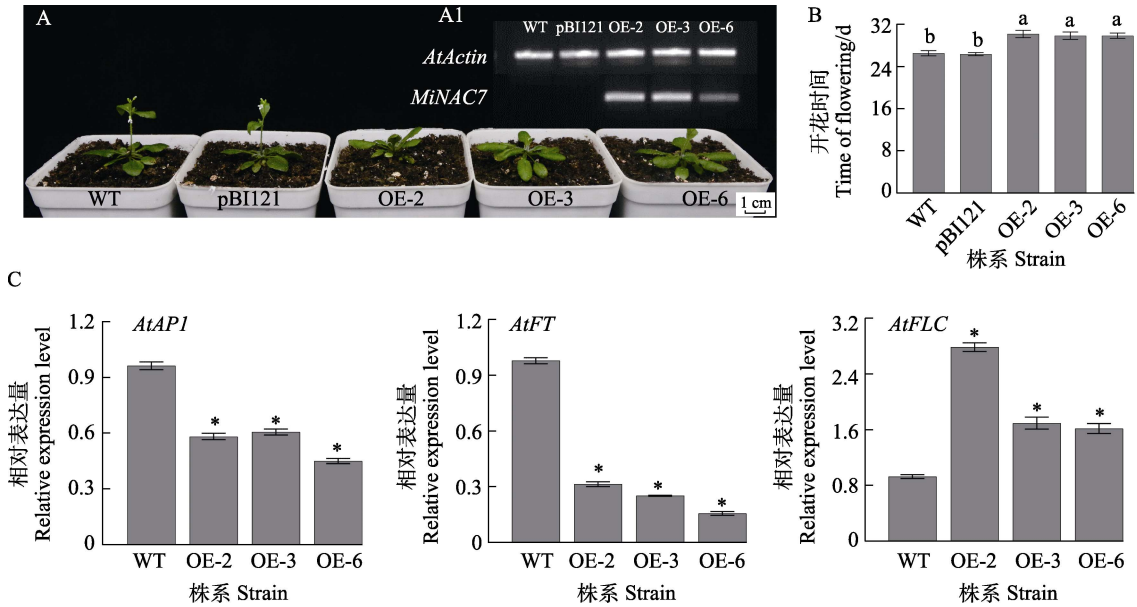 A
A1
WT pBI121 OE-2 OE-3 OE-6
AtActin
MiNAC7
WT pBI121 OE-2 OE-3 OE-6
1 cm
B
开花时间
Time of flowering/d
32
24
16
8
0
b b a a a
WT pBI121 OE-2 OE-3 OE-6
株系 Strain
C
相对表达量
Relative expression level
1.2
0.9
0.6
0.3
0
AtAP1
* * *
WT OE-2 OE-3 OE-6
株系 Strain
相对表达量
Relative expression level
1.2
0.9
0.6
0.3
0
AtFT
* * *
WT OE-2 OE-3 OE-6
株系 Strain
相对表达量
Relative expression level
3.2
2.4
1.6
0.8
0
AtFLC
* * *
WT OE-2 OE-3 OE-6
株系 Strain